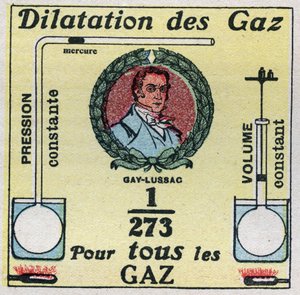 Dilatation des Gaz
mercure
PRESSION
constante
VOLUME
constant
GAY-LUSSAC
1
273
Pour tous les
GAZ